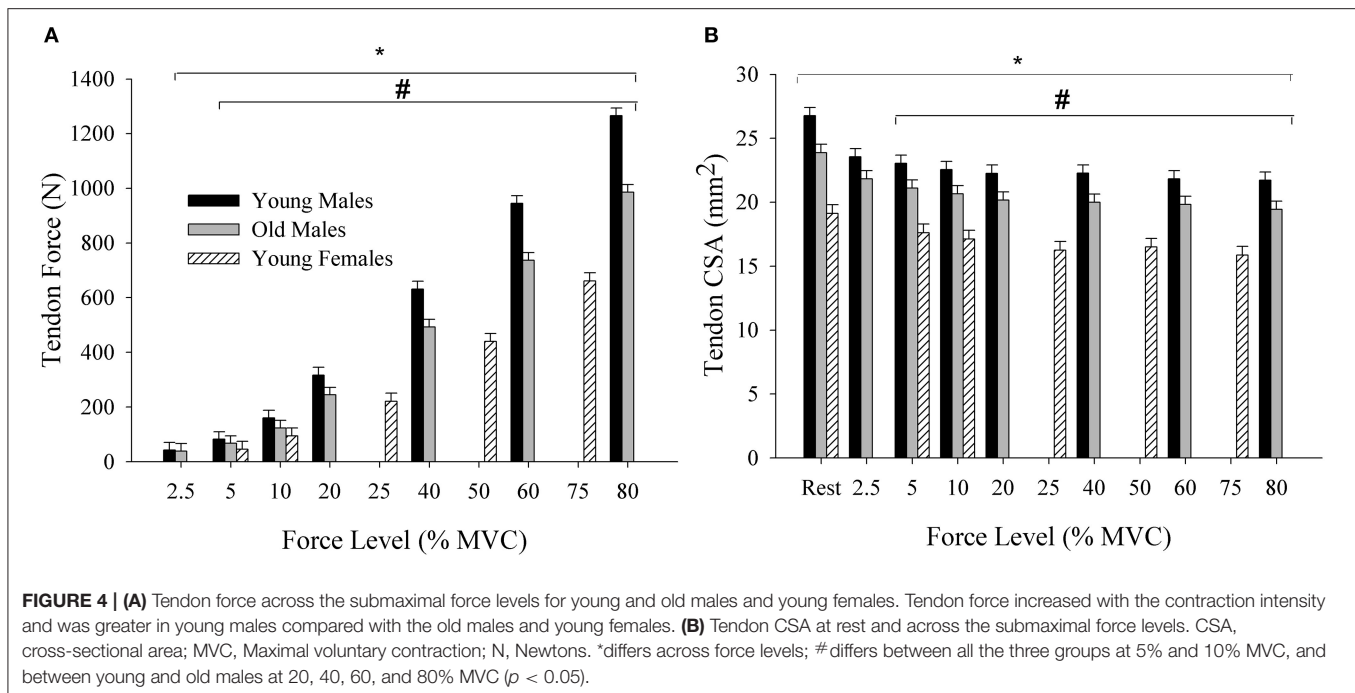 A
*
#
1400
1200
1000
800
600
400
200
0
Tendon Force (N)
Young Males
Old Males
Young Females
2.5 5 10 20 25 40 50 60 75 80
Force Level (% MVC)
B
*
#
30
25
20
15
10
5
0
Tendon CSA (mm²)
Rest 2.5 5 10 20 25 40 50 60 75 80
Force Level (% MVC)
FIGURE 4 | (A) Tendon force across the submaximal force levels for young and old males and young females. Tendon force increased with the contraction intensity
and was greater in young males compared with the old males and young females. (B) Tendon CSA at rest and across the submaximal force levels. CSA,
cross-sectional area; MVC, Maximal voluntary contraction; N, Newtons. *differs across force levels; #differs between all the three groups at 5% and 10% MVC, and
between young and old males at 20, 40, 60, and 80% MVC (p < 0.05).